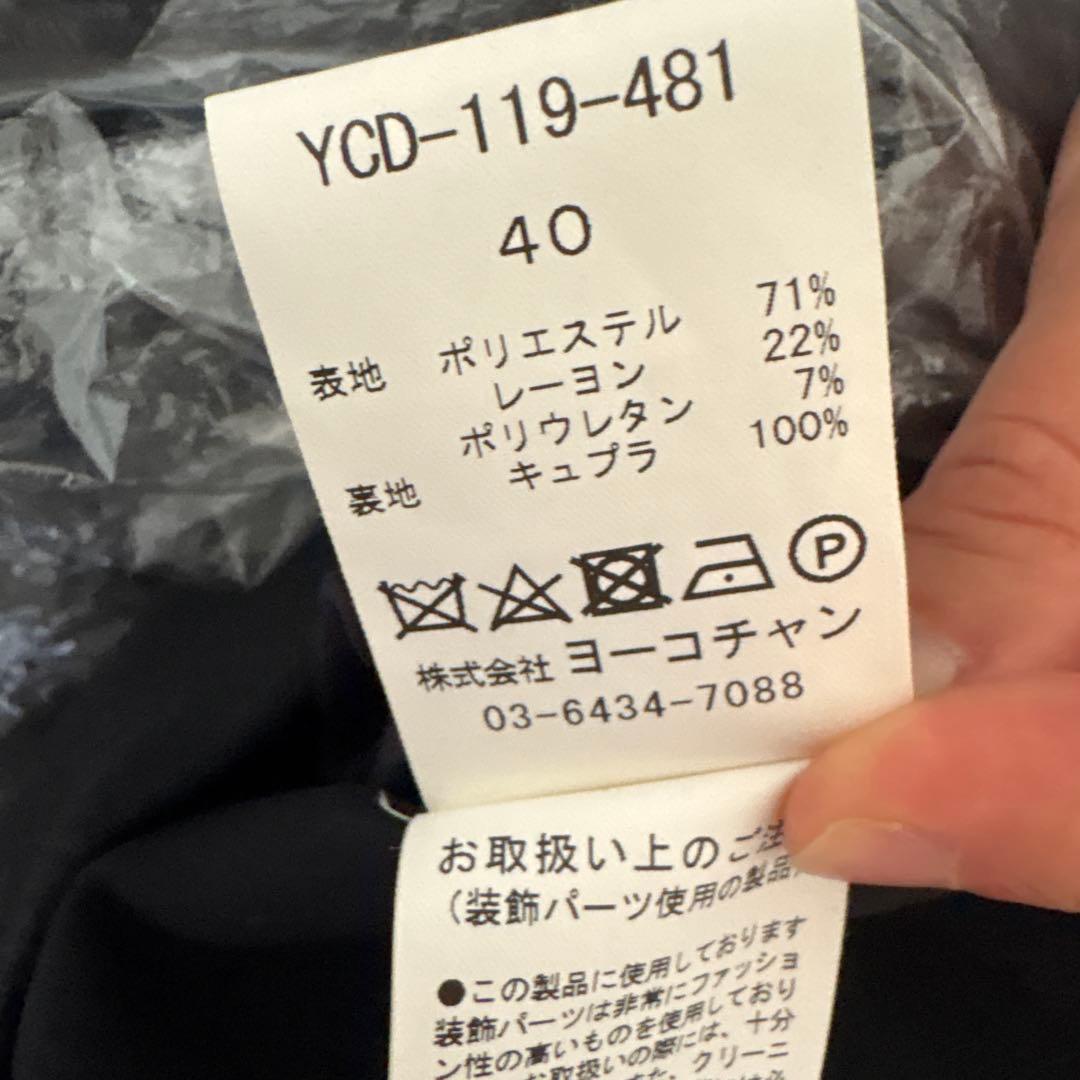 YCD-119-481
40
表地 ポリエステル 71%
レーヨン 22%
ポリウレタン 7%
裏地 キュプラ 100%
P
株式会社 ヨーコチャン
03-6434-7088
お取扱い上のご注
(装飾パーツ使用の製品
●この製品に使用しております
装飾パーツは非常にファッショ
ン性の高いものを使用しており
お取扱いの際には、十分
クリーニ